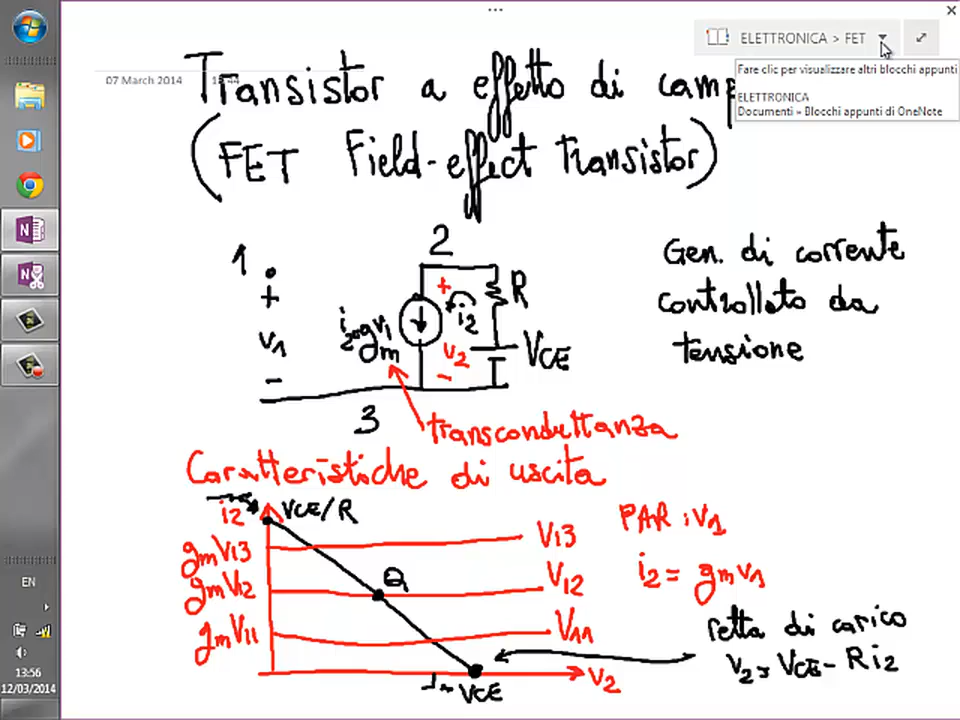 ELETTRONICA > FET
Fare clic per visualizzare altri blocchi appunti
ELETTRONICA
Documenti » Blocchi appunti di OneNote
07 March 2014
Transistor a effetto di camp
(FET Field-effect Transistor)
1
2
+
v1
-
i2=gmv1
+
i2
v2
-
R
VCE
3
Gen. di corrente
controllato da
tensione
transconduttanza
Caratteristiche di uscita
i2
VCE/R
PAR: v1
gmV13
V13
i2 = gmv1
gmV12
Q
V12
gmV11
V11
retta di carico
v2 = VCE - Ri2
VCE
v2
EN
13:56
12/03/2014